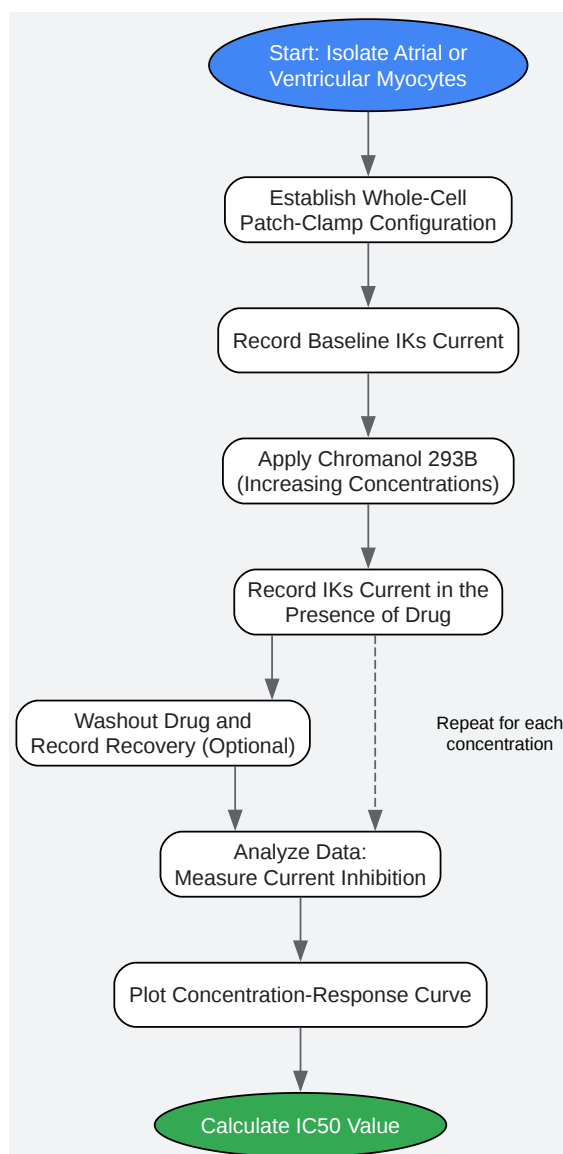 Start: Isolate Atrial or
Ventricular Myocytes
Establish Whole-Cell
Patch-Clamp Configuration
Record Baseline IKs Current
Apply Chromanol 293B
(Increasing Concentrations)
Record IKs Current in the
Presence of Drug
Washout Drug and
Record Recovery (Optional)
Repeat for each
concentration
Analyze Data:
Measure Current Inhibition
Plot Concentration-Response Curve
Calculate IC50 Value